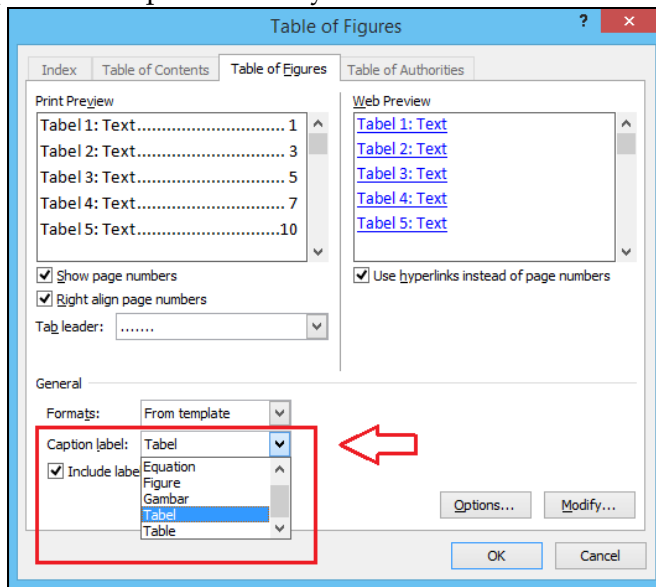 Table of Figures ? ×
Index Table of Contents Table of Figures Table of Authorities
Print Preview
Tabel 1: Text............................. 1
Tabel 2: Text............................. 3
Tabel 3: Text............................. 5
Tabel 4: Text............................. 7
Tabel 5: Text............................10
Web Preview
Tabel 1: Text
Tabel 2: Text
Tabel 3: Text
Tabel 4: Text
Tabel 5: Text
Show page numbers
Right align page numbers
Tab leader: .......
Use hyperlinks instead of page numbers
General
Formats: From template
Caption label: Tabel
Include labe
Equation
Figure
Gambar
Tabel
Table
Options... Modify...
OK Cancel